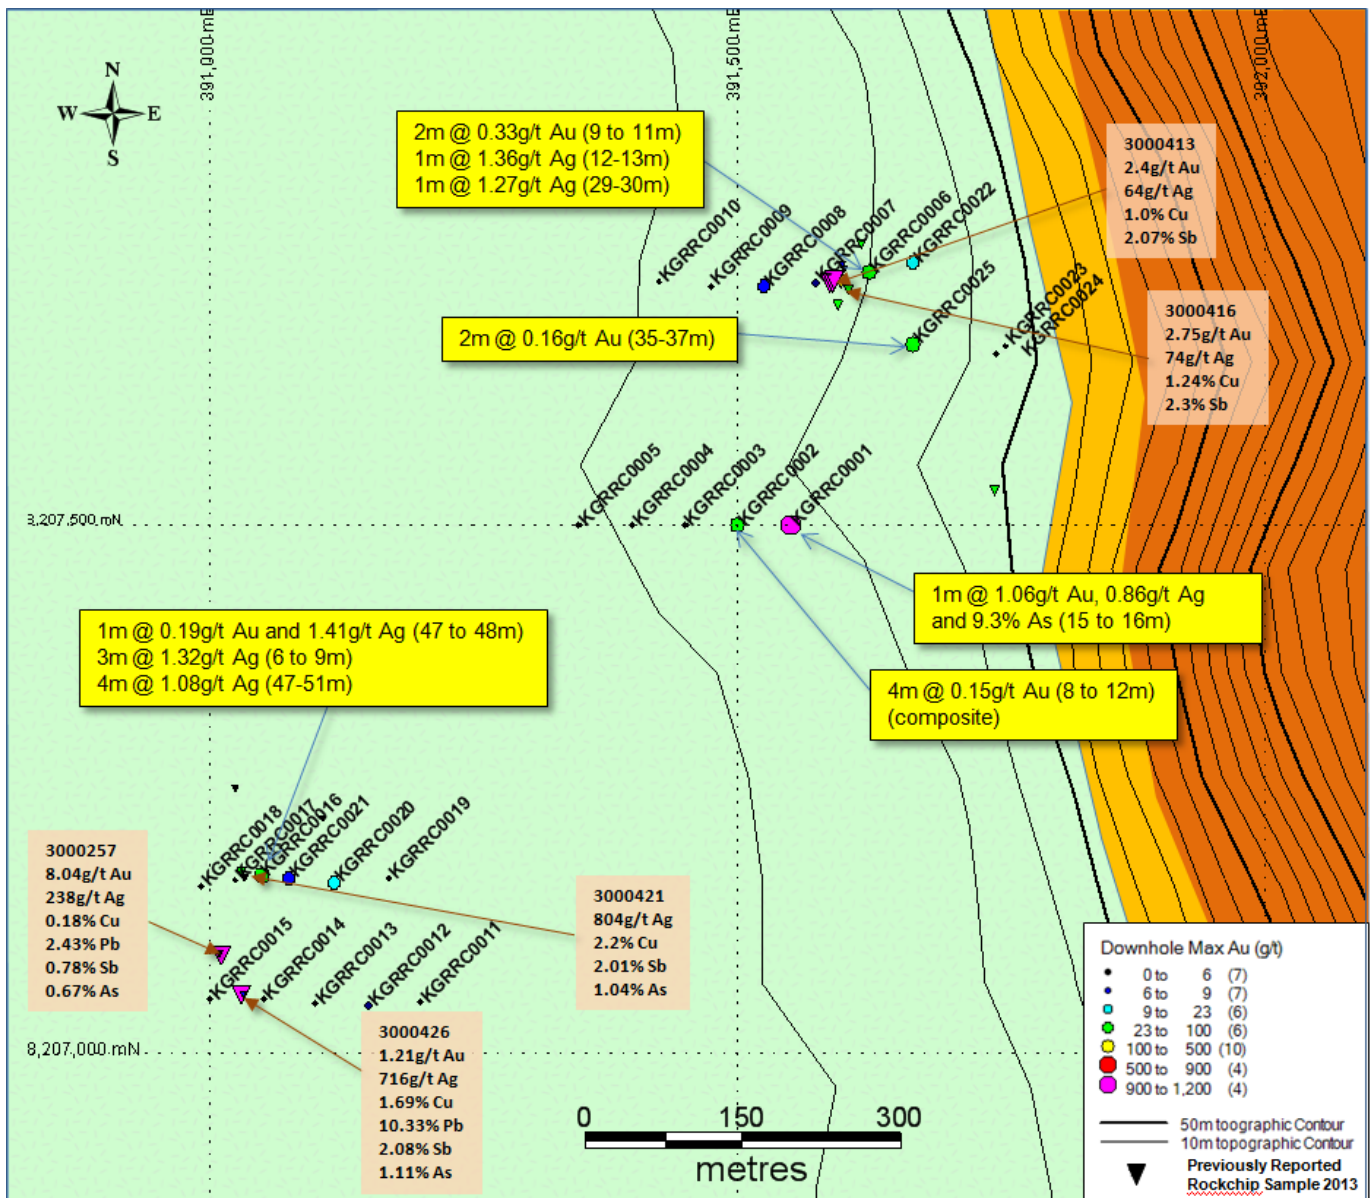 391,000 mE
391,500 mE
392,000 mE
N
W E
S
2m @ 0.33g/t Au (9 to 11m)
1m @ 1.36g/t Ag (12-13m)
1m @ 1.27g/t Ag (29-30m)
3000413
2.4g/t Au
64g/t Ag
1.0% Cu
2.07% Sb
KGRRC0010
KGRRC0009
KGRRC0008
KGRRC0007
KGRRC0006
KGRRC0022
KGRRC0025
KGRRC0023
KGRRC0024
3000416
2.75g/t Au
74g/t Ag
1.24% Cu
2.3% Sb
2m @ 0.16g/t Au (35-37m)
KGRRC0005
KGRRC0004
KGRRC0003
KGRRC0002
KGRRC0001
8,207,500 mN
1m @ 1.06g/t Au, 0.86g/t Ag
and 9.3% As (15 to 16m)
1m @ 0.19g/t Au and 1.41g/t Ag (47 to 48m)
3m @ 1.32g/t Ag (6 to 9m)
4m @ 1.08g/t Ag (47-51m)
4m @ 0.15g/t Au (8 to 12m)
(composite)
KGRRC0018
KGRRC0017
KGRRC0016
KGRRC0021
KGRRC0020
KGRRC0019
3000257
8.04g/t Au
238g/t Ag
0.18% Cu
2.43% Pb
0.78% Sb
0.67% As
3000421
804g/t Ag
2.2% Cu
2.01% Sb
1.04% As
KGRRC0015
KGRRC0014
KGRRC0013
KGRRC0012
KGRRC0011
3000426
1.21g/t Au
716g/t Ag
1.69% Cu
10.33% Pb
2.08% Sb
1.11% As
8,207,000 mN
0 150 300
metres
Downhole Max Au (g/t)
0 to 6 (7)
6 to 9 (7)
9 to 23 (6)
23 to 100 (6)
100 to 500 (10)
500 to 900 (4)
900 to 1,200 (4)
50m toographic Contour
10m topographic Contour
Previously Reported
Rockchip Sample 2013